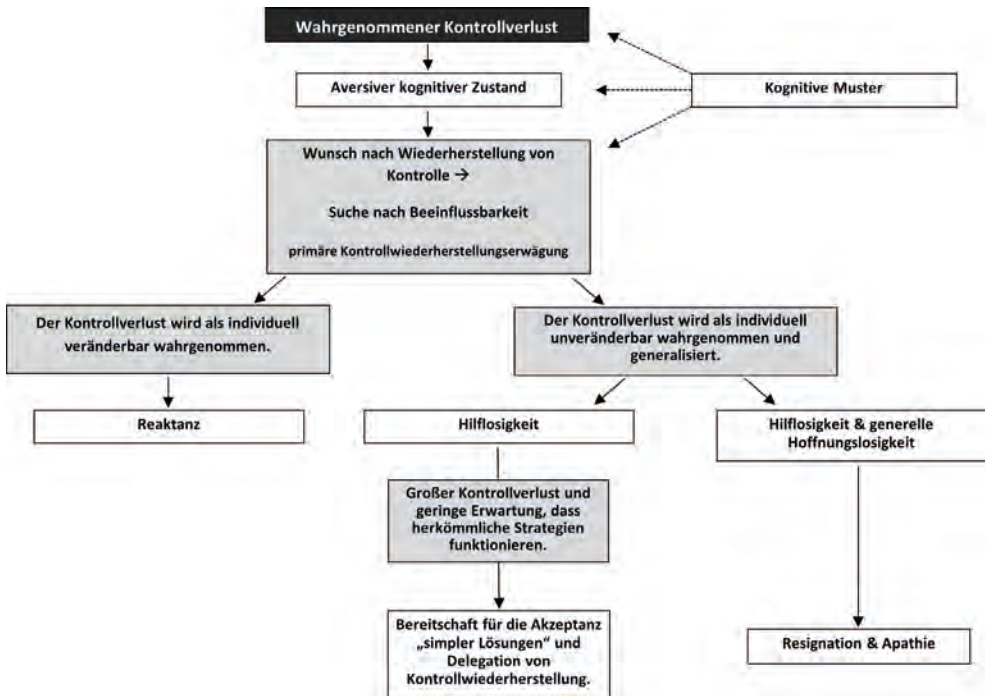 Wahrgenommener Kontrollverlust
Aversiver kognitiver Zustand
Kognitive Muster
Wunsch nach Wiederherstellung von
Kontrolle →
Suche nach Beeinflussbarkeit
primäre Kontrollwiederherstellungserwägung
Der Kontrollverlust wird als individuell
veränderbar wahrgenommen.
Der Kontrollverlust wird als individuell
unveränderbar wahrgenommen und
generalisiert.
Reaktanz
Hilflosigkeit
Hilflosigkeit & generelle
Hoffnungslosigkeit
Großer Kontrollverlust und
geringe Erwartung, dass
herkömmliche Strategien
funktionieren.
Bereitschaft für die Akzeptanz
„simpler Lösungen“ und
Delegation von
Kontrollwiederherstellung.
Resignation & Apathie